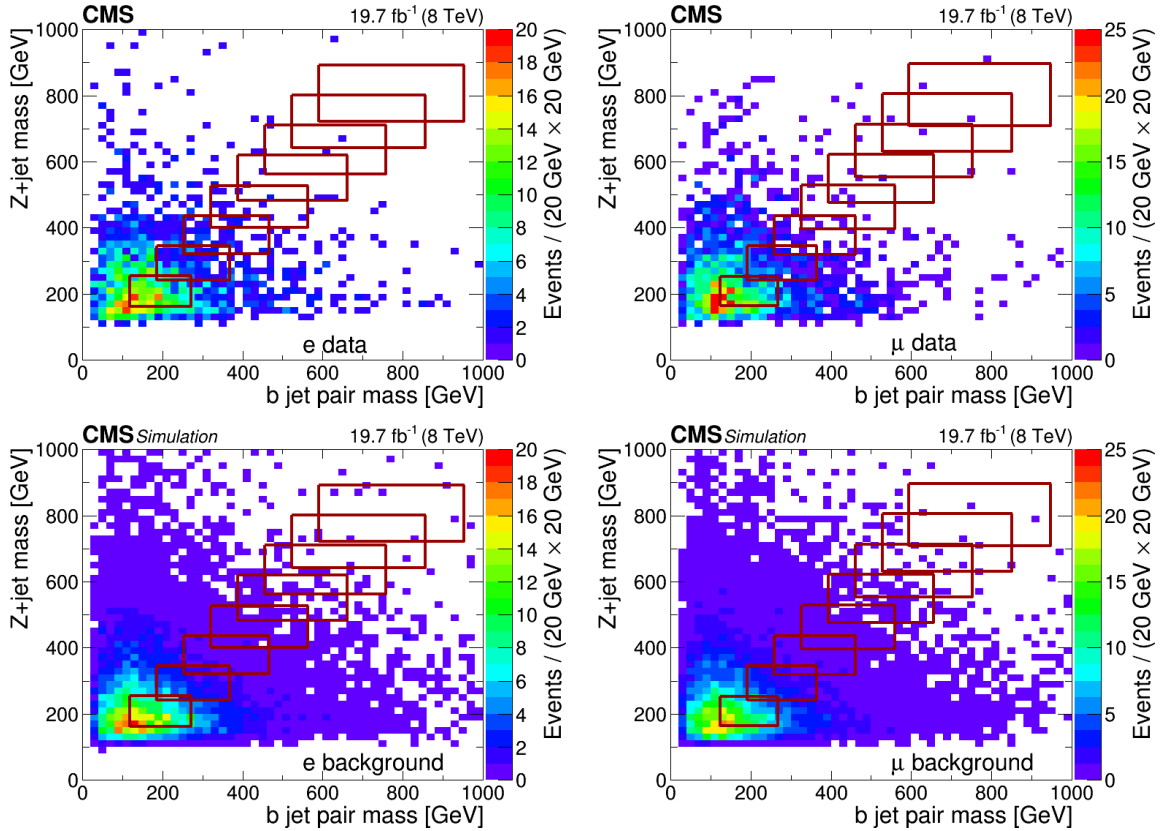 CMS 19.7 fb⁻¹ (8 TeV)
Z+jet mass [GeV]
1000
800
600
400
200
0
e data
0 200 400 600 800 1000
b jet pair mass [GeV]
20
18
16
14
12
10
8
6
4
2
0
Events / (20 GeV × 20 GeV)
CMS 19.7 fb⁻¹ (8 TeV)
Z+jet mass [GeV]
1000
800
600
400
200
0
μ data
0 200 400 600 800 1000
b jet pair mass [GeV]
25
20
15
10
5
0
Events / (20 GeV × 20 GeV)
CMS Simulation 19.7 fb⁻¹ (8 TeV)
Z+jet mass [GeV]
1000
800
600
400
200
0
e background
0 200 400 600 800 1000
b jet pair mass [GeV]
20
18
16
14
12
10
8
6
4
2
0
Events / (20 GeV × 20 GeV)
CMS Simulation 19.7 fb⁻¹ (8 TeV)
Z+jet mass [GeV]
1000
800
600
400
200
0
μ background
0 200 400 600 800 1000
b jet pair mass [GeV]
25
20
15
10
5
0
Events / (20 GeV × 20 GeV)